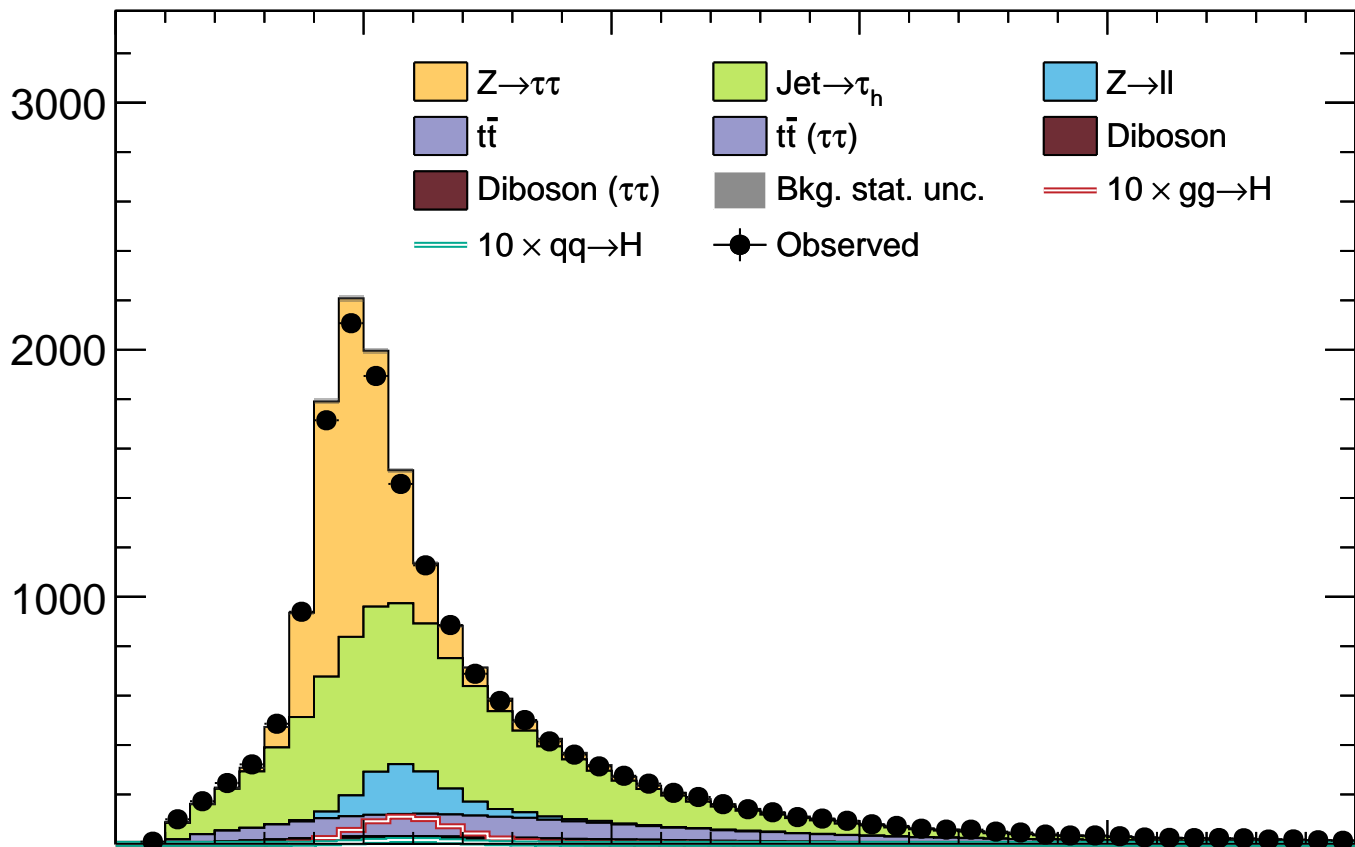 3000
2000
1000
Z→ττ Jet→τh Z→ll
tt̄ tt̄ (ττ) Diboson
Diboson (ττ) Bkg. stat. unc. 10 × gg→H
10 × qq→H Observed